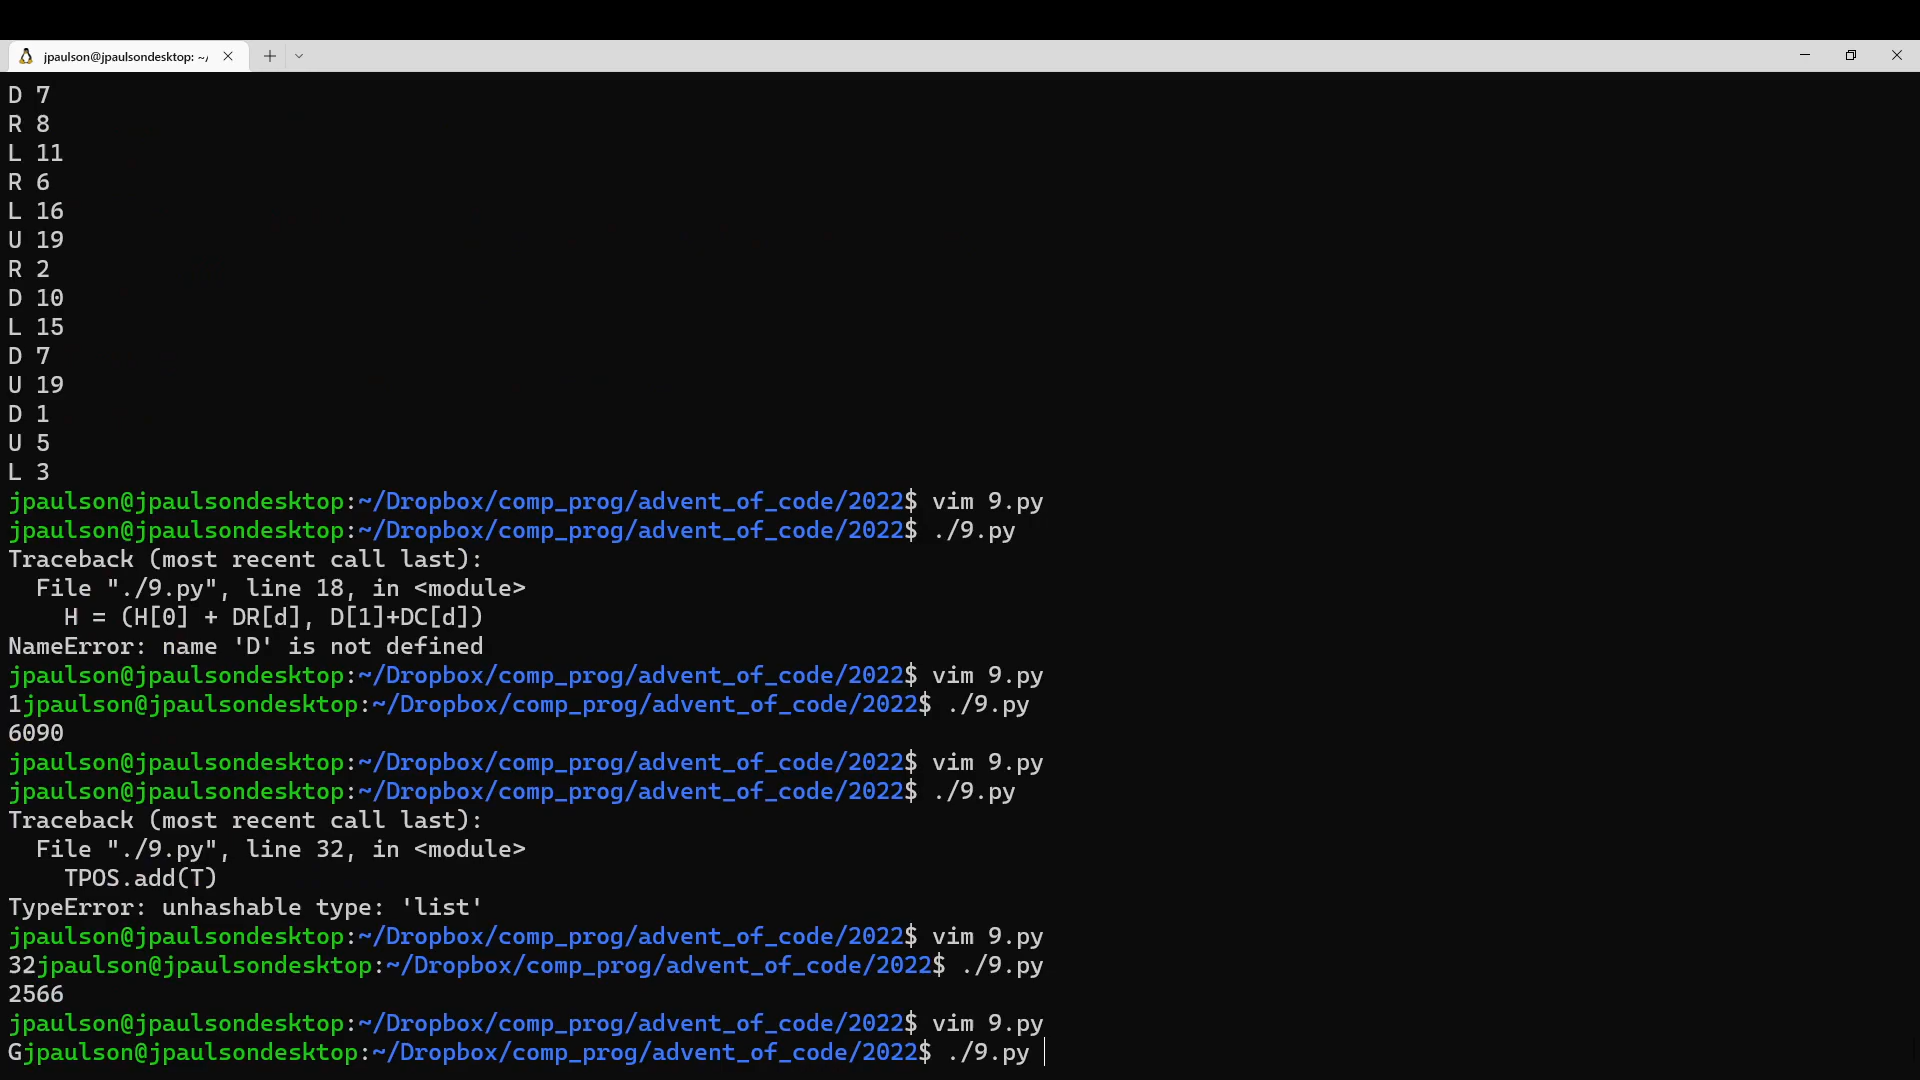 jpaulson@jpaulsondesktop: ~/
D 7
R 8
L 11
R 6
L 16
U 19
R 2
D 10
L 15
D 7
U 19
D 1
U 5
L 3
jpaulson@jpaulsondesktop:~/Dropbox/comp_prog/advent_of_code/2022$ vim 9.py
jpaulson@jpaulsondesktop:~/Dropbox/comp_prog/advent_of_code/2022$ ./9.py
Traceback (most recent call last):
  File "./9.py", line 18, in <module>
    H = (H[0] + DR[d], D[1]+DC[d])
NameError: name 'D' is not defined
jpaulson@jpaulsondesktop:~/Dropbox/comp_prog/advent_of_code/2022$ vim 9.py
1jpaulson@jpaulsondesktop:~/Dropbox/comp_prog/advent_of_code/2022$ ./9.py
6090
jpaulson@jpaulsondesktop:~/Dropbox/comp_prog/advent_of_code/2022$ vim 9.py
jpaulson@jpaulsondesktop:~/Dropbox/comp_prog/advent_of_code/2022$ ./9.py
Traceback (most recent call last):
  File "./9.py", line 32, in <module>
    TPOS.add(T)
TypeError: unhashable type: 'list'
jpaulson@jpaulsondesktop:~/Dropbox/comp_prog/advent_of_code/2022$ vim 9.py
32jpaulson@jpaulsondesktop:~/Dropbox/comp_prog/advent_of_code/2022$ ./9.py
2566
jpaulson@jpaulsondesktop:~/Dropbox/comp_prog/advent_of_code/2022$ vim 9.py
Gjpaulson@jpaulsondesktop:~/Dropbox/comp_prog/advent_of_code/2022$ ./9.py